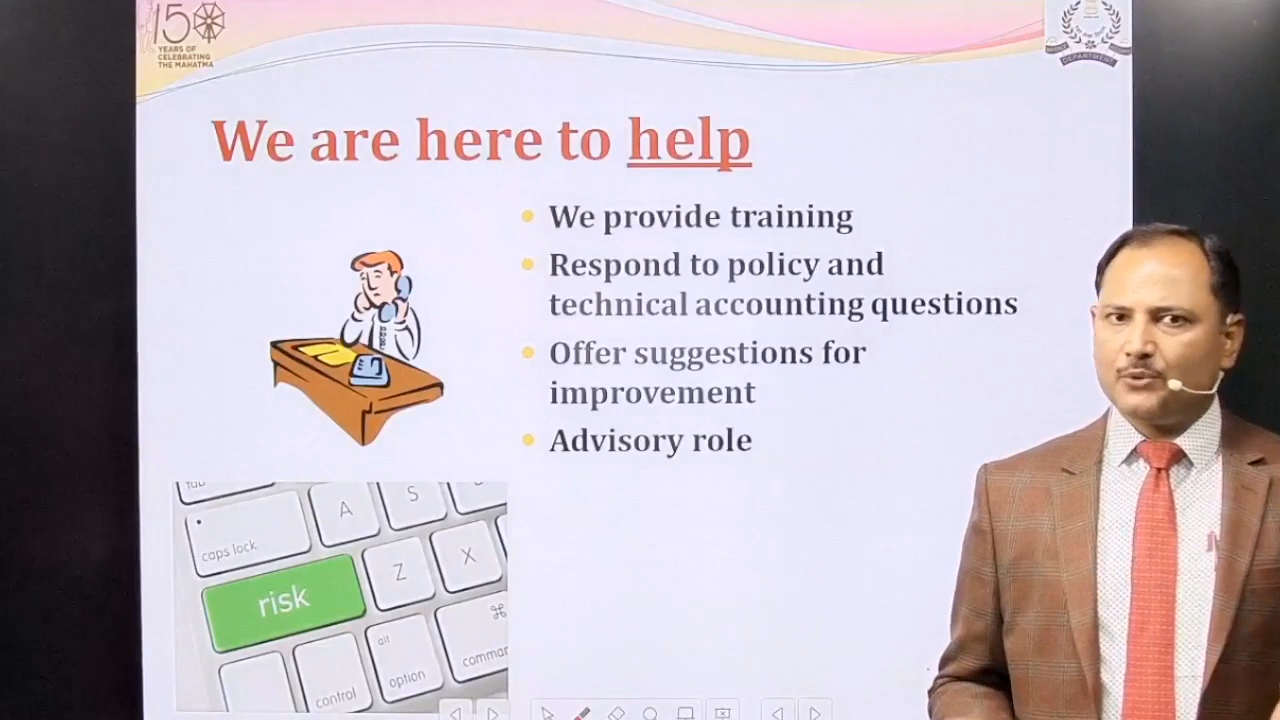 150
YEARS OF
CELEBRATING
THE MAHATMA
DEPARTMENT
We are here to help
We provide training
Respond to policy and
technical accounting questions
Offer suggestions for
improvement
Advisory role
tab
A
S
caps lock
Z
X
risk
⌘
alt
option
control